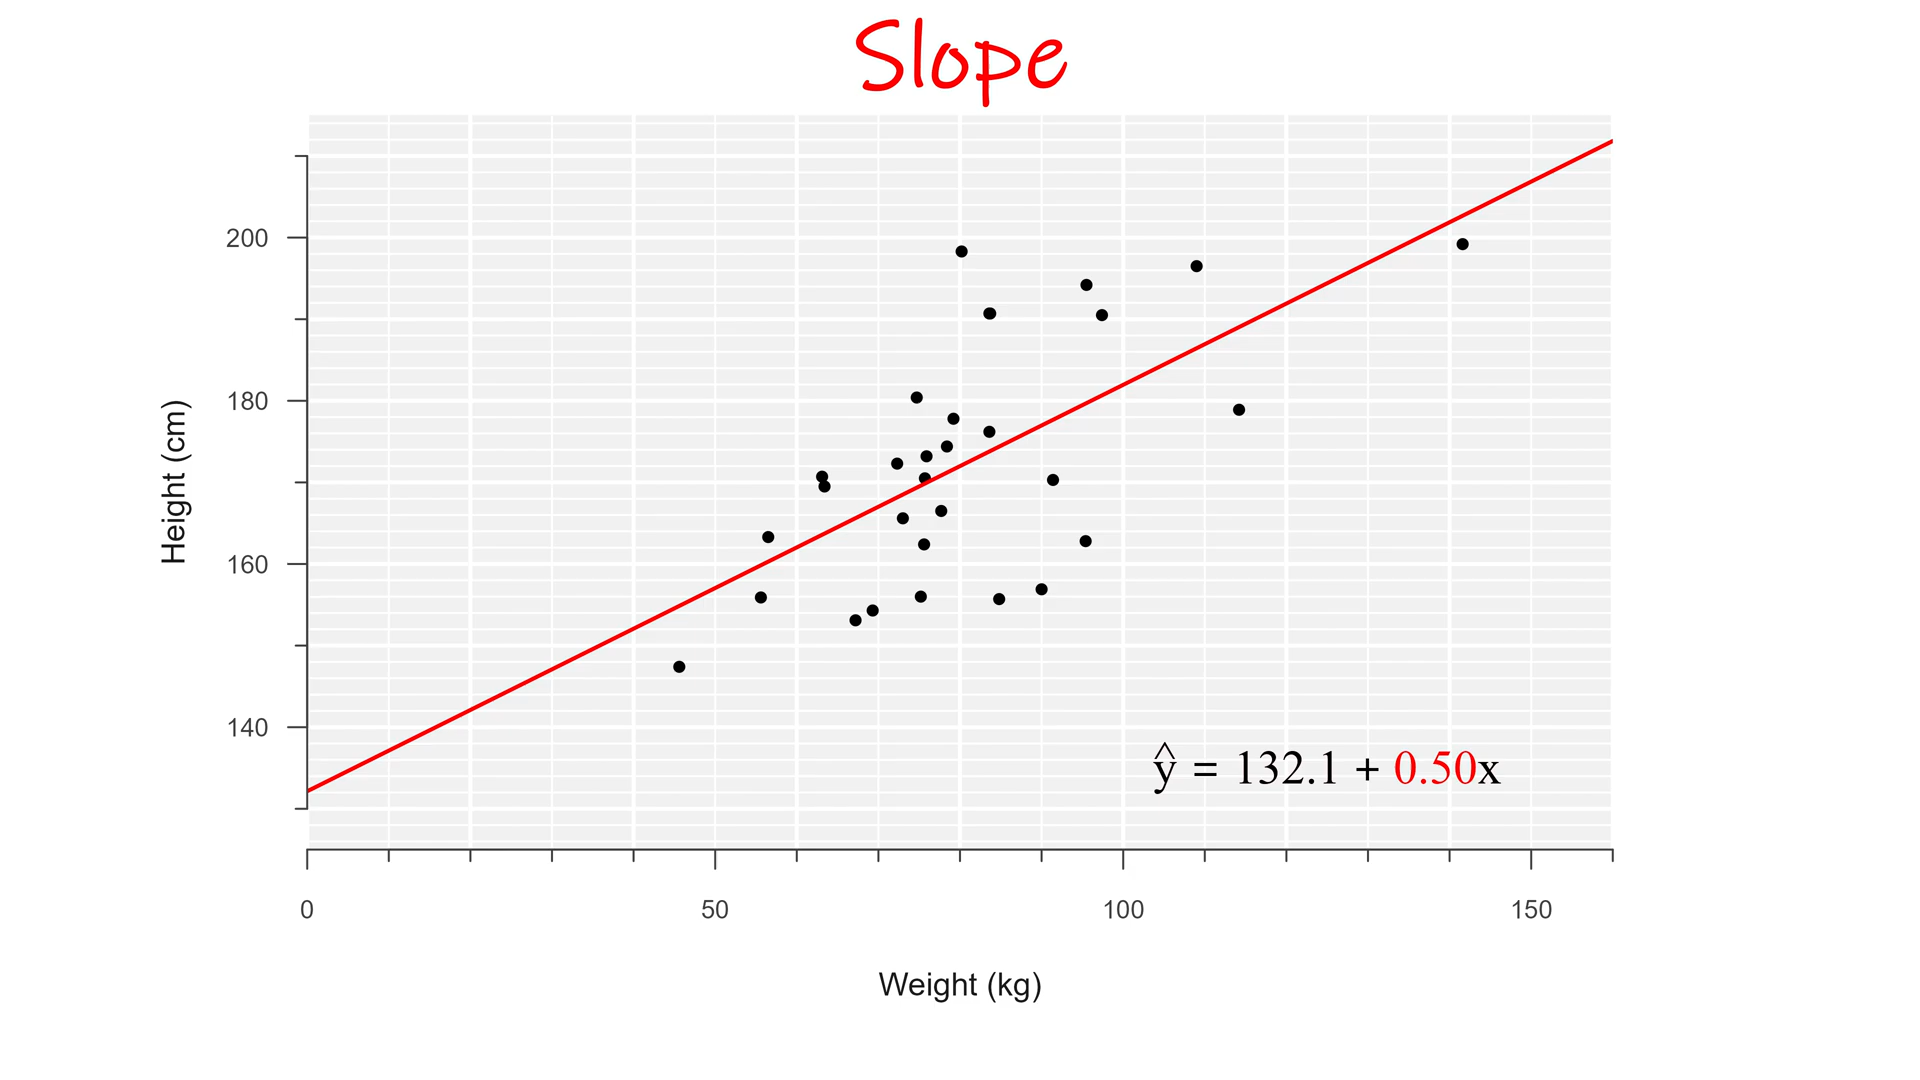 Slope
Height (cm)
200
180
160
140
ŷ = 132.1 + 0.50x
0
50
100
150
Weight (kg)